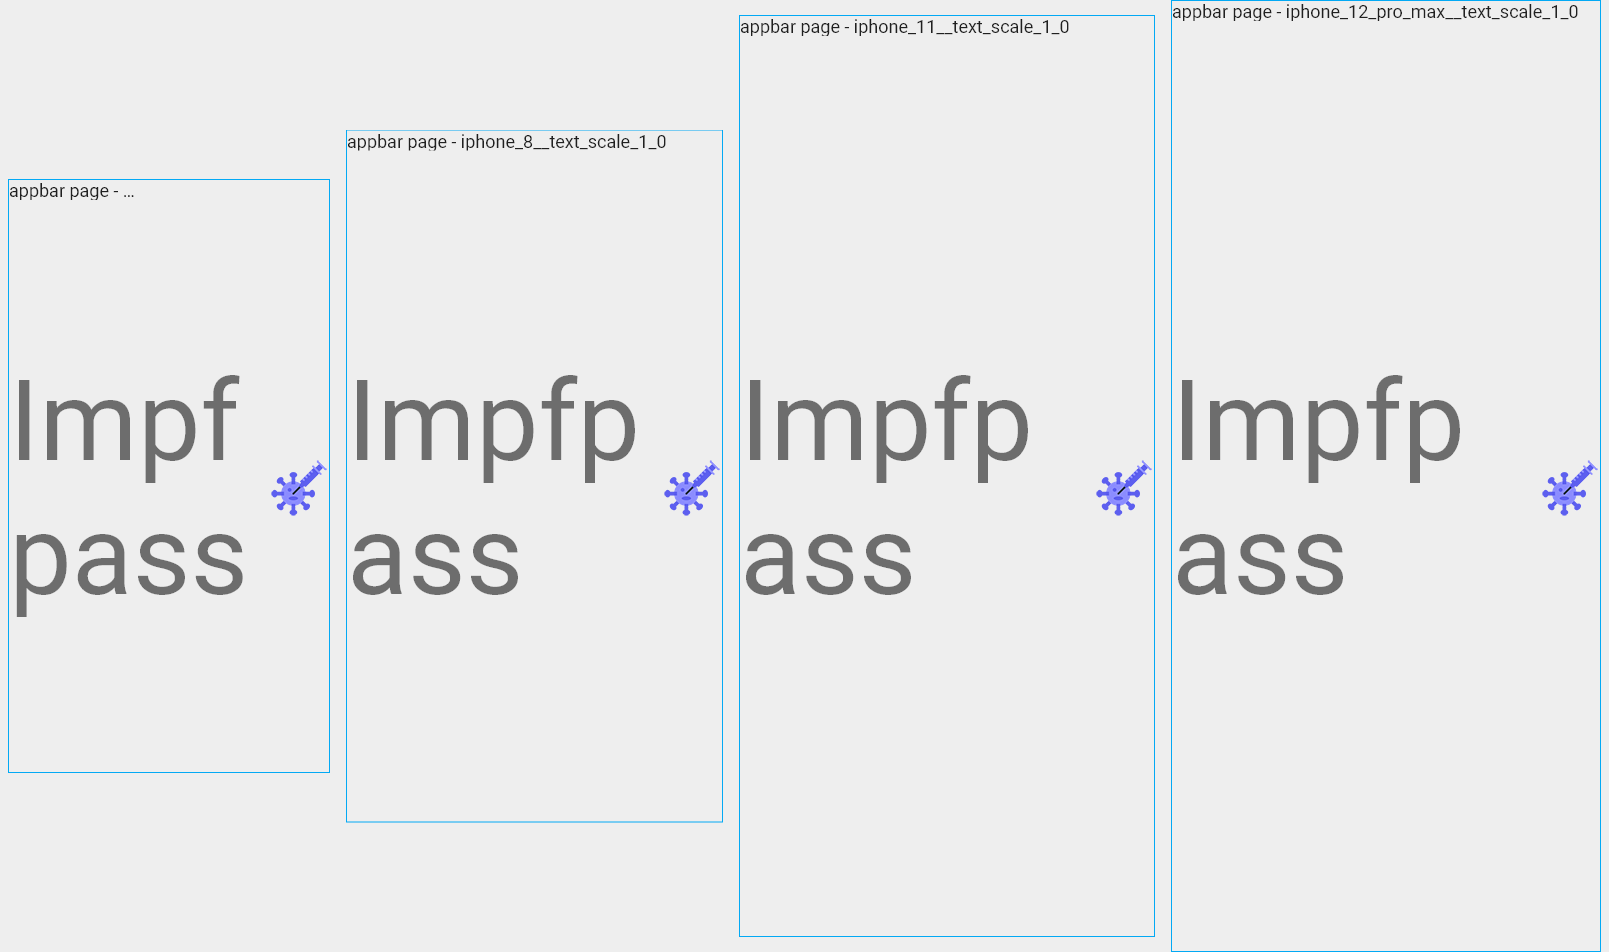 appbar page - ...
Impf
pass
appbar page - iphone_8__text_scale_1_0
Impfp
ass
appbar page - iphone_11__text_scale_1_0
Impfp
ass
appbar page - iphone_12_pro_max__text_scale_1_0
Impfp
ass